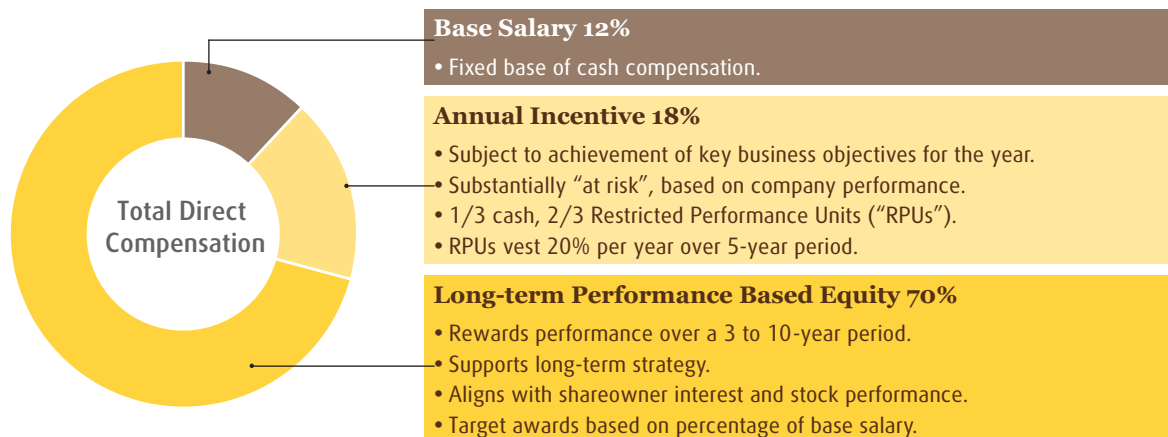 Total Direct
Compensation
Base Salary 12%
• Fixed base of cash compensation.
Annual Incentive 18%
• Subject to achievement of key business objectives for the year.
• Substantially “at risk”, based on company performance.
• 1/3 cash, 2/3 Restricted Performance Units (“RPUs”).
• RPUs vest 20% per year over 5-year period.
Long-term Performance Based Equity 70%
• Rewards performance over a 3 to 10-year period.
• Supports long-term strategy.
• Aligns with shareowner interest and stock performance.
• Target awards based on percentage of base salary.